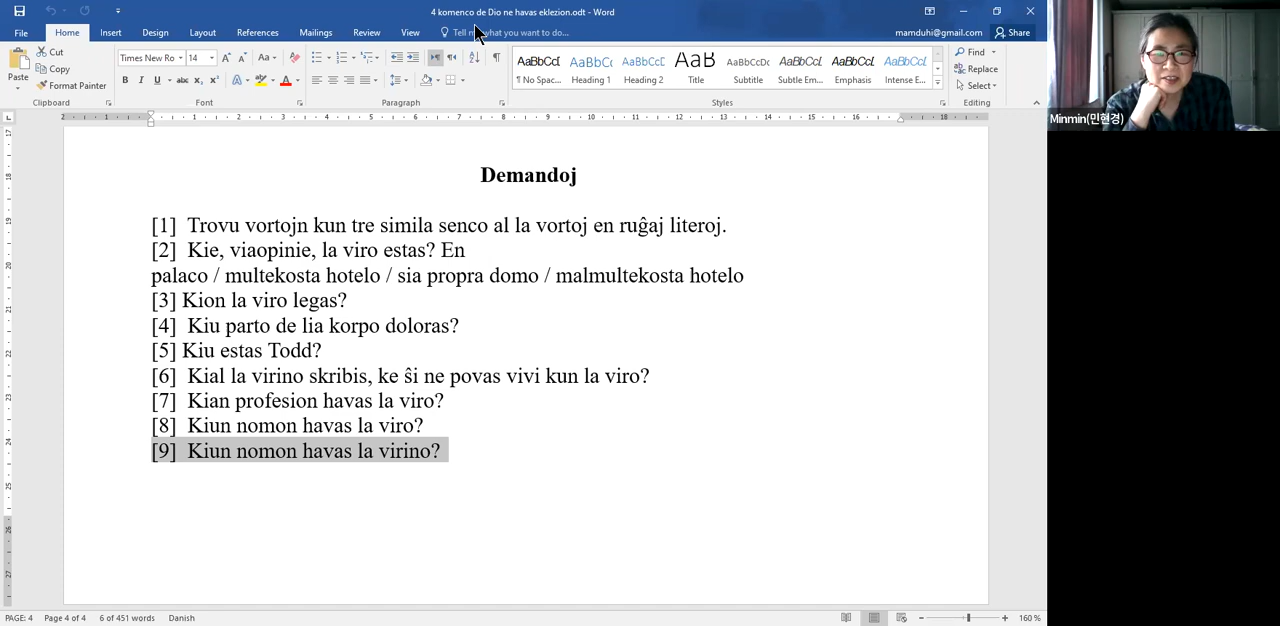 4 komenco de Dio ne havas eklezion.odt - Word
File Home Insert Design Layout References Mailings Review View Tell me what you want to do... mamduhi@gmail.com Share
Paste Cut Copy Format Painter
Clipboard
Times New Ro 14
Font
Paragraph
AaBbCcI ¶ No Spac...
AaBbCc Heading 1
AaBbCcI Heading 2
AaB Title
AaBbCcDc Subtitle
AaBbCcL Subtle Em...
AaBbCcL Emphasis
AaBbCcL Intense E...
Styles
Find
Replace
Select
Editing
Minmin(민현경)
Demandoj
[1] Trovu vortojn kun tre simila senco al la vortoj en ruĝaj literoj.
[2] Kie, viaopinie, la viro estas? En
palaco / multekosta hotelo / sia propra domo / malmultekosta hotelo
[3] Kion la viro legas?
[4] Kiu parto de lia korpo doloras?
[5] Kiu estas Todd?
[6] Kial la virino skribis, ke ŝi ne povas vivi kun la viro?
[7] Kian profesion havas la viro?
[8] Kiun nomon havas la viro?
[9] Kiun nomon havas la virino?
PAGE: 4 Page 4 of 4 6 of 451 words Danish 160 %